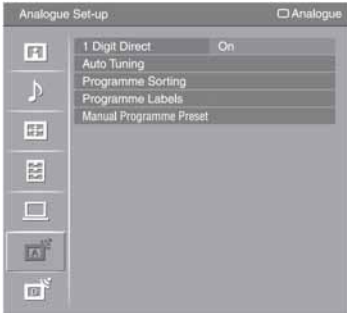 Analogue Set-up
Analogue
1 Digit Direct On
Auto Tuning
Programme Sorting
Programme Labels
Manual Programme Preset
A